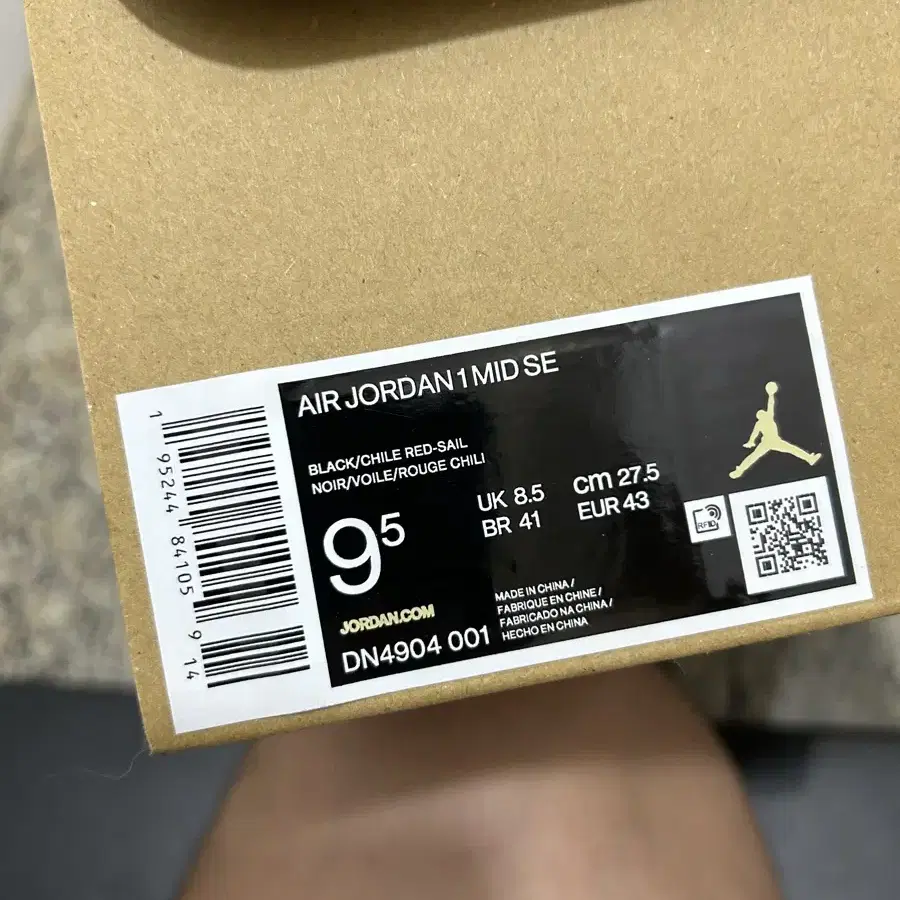 AIR JORDAN 1 MID SE
BLACK/CHILE RED-SAIL
NOIR/VOILE/ROUGE CHILI
9⁵
UK 8.5
BR 41
cm 27.5
EUR 43
RFID
JORDAN.COM
DN4904 001
MADE IN CHINA /
FABRIQUE EN CHINE /
FABRICADO NA CHINA /
HECHO EN CHINA
1 95244 84105 9 14